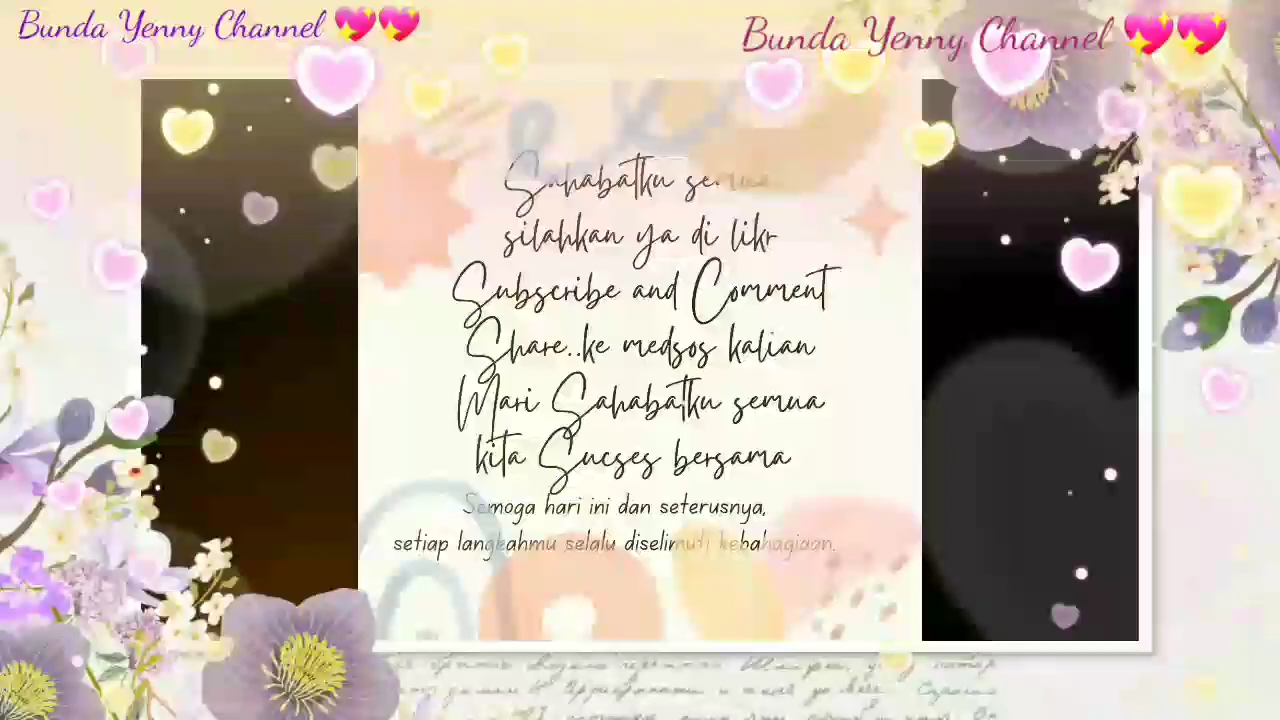 Bunda Yenny Channel 💖💖
Bunda Yenny Channel 💖💖
Sahabatku semua
silahkan ya di like
Subscribe and Comment
Share..ke medsos kalian
Mari Sahabatku semua
kita Sucses bersama
Semoga hari ini dan seterusnya,
setiap langkahmu selalu diselimuti kebahagiaan.